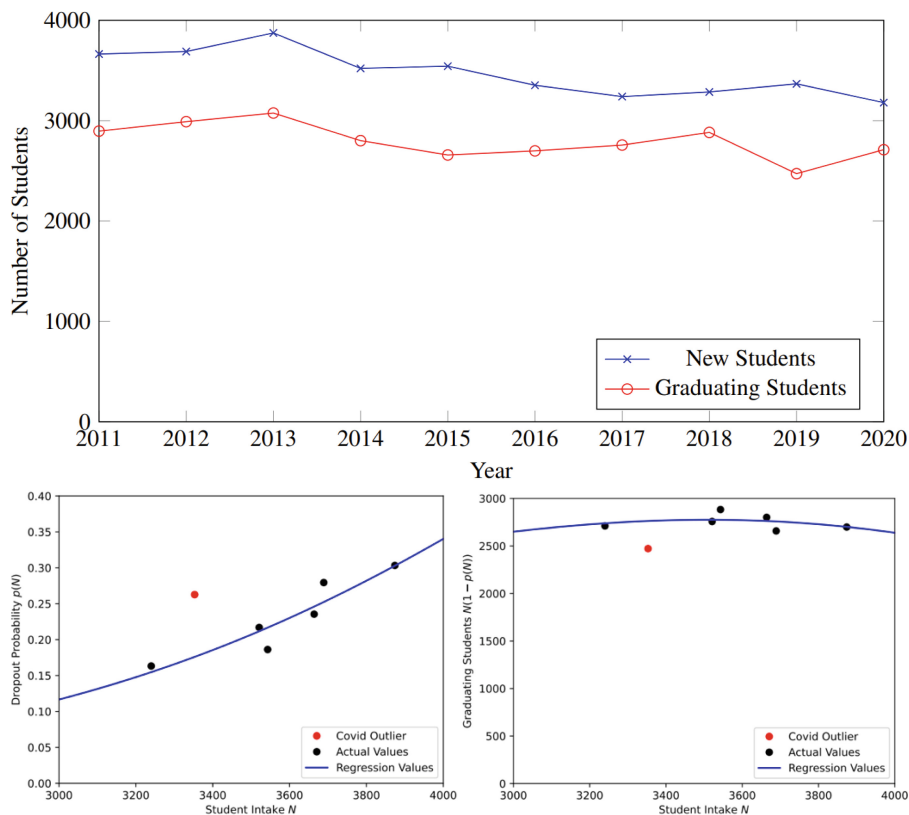 4000
3000
2000
1000
0
Number of Students
New Students
Graduating Students
2011 2012 2013 2014 2015 2016 2017 2018 2019 2020
Year
0.40
0.35
0.30
0.25
0.20
0.15
0.10
0.05
0.00
Dropout Probability p(N)
Covid Outlier
Actual Values
Regression Values
3000 3200 3400 3600 3800 4000
Student Intake N
3000
2500
2000
1500
1000
500
0
Graduating Students N(1 − p(N))
Covid Outlier
Actual Values
Regression Values
3000 3200 3400 3600 3800 4000
Student Intake N